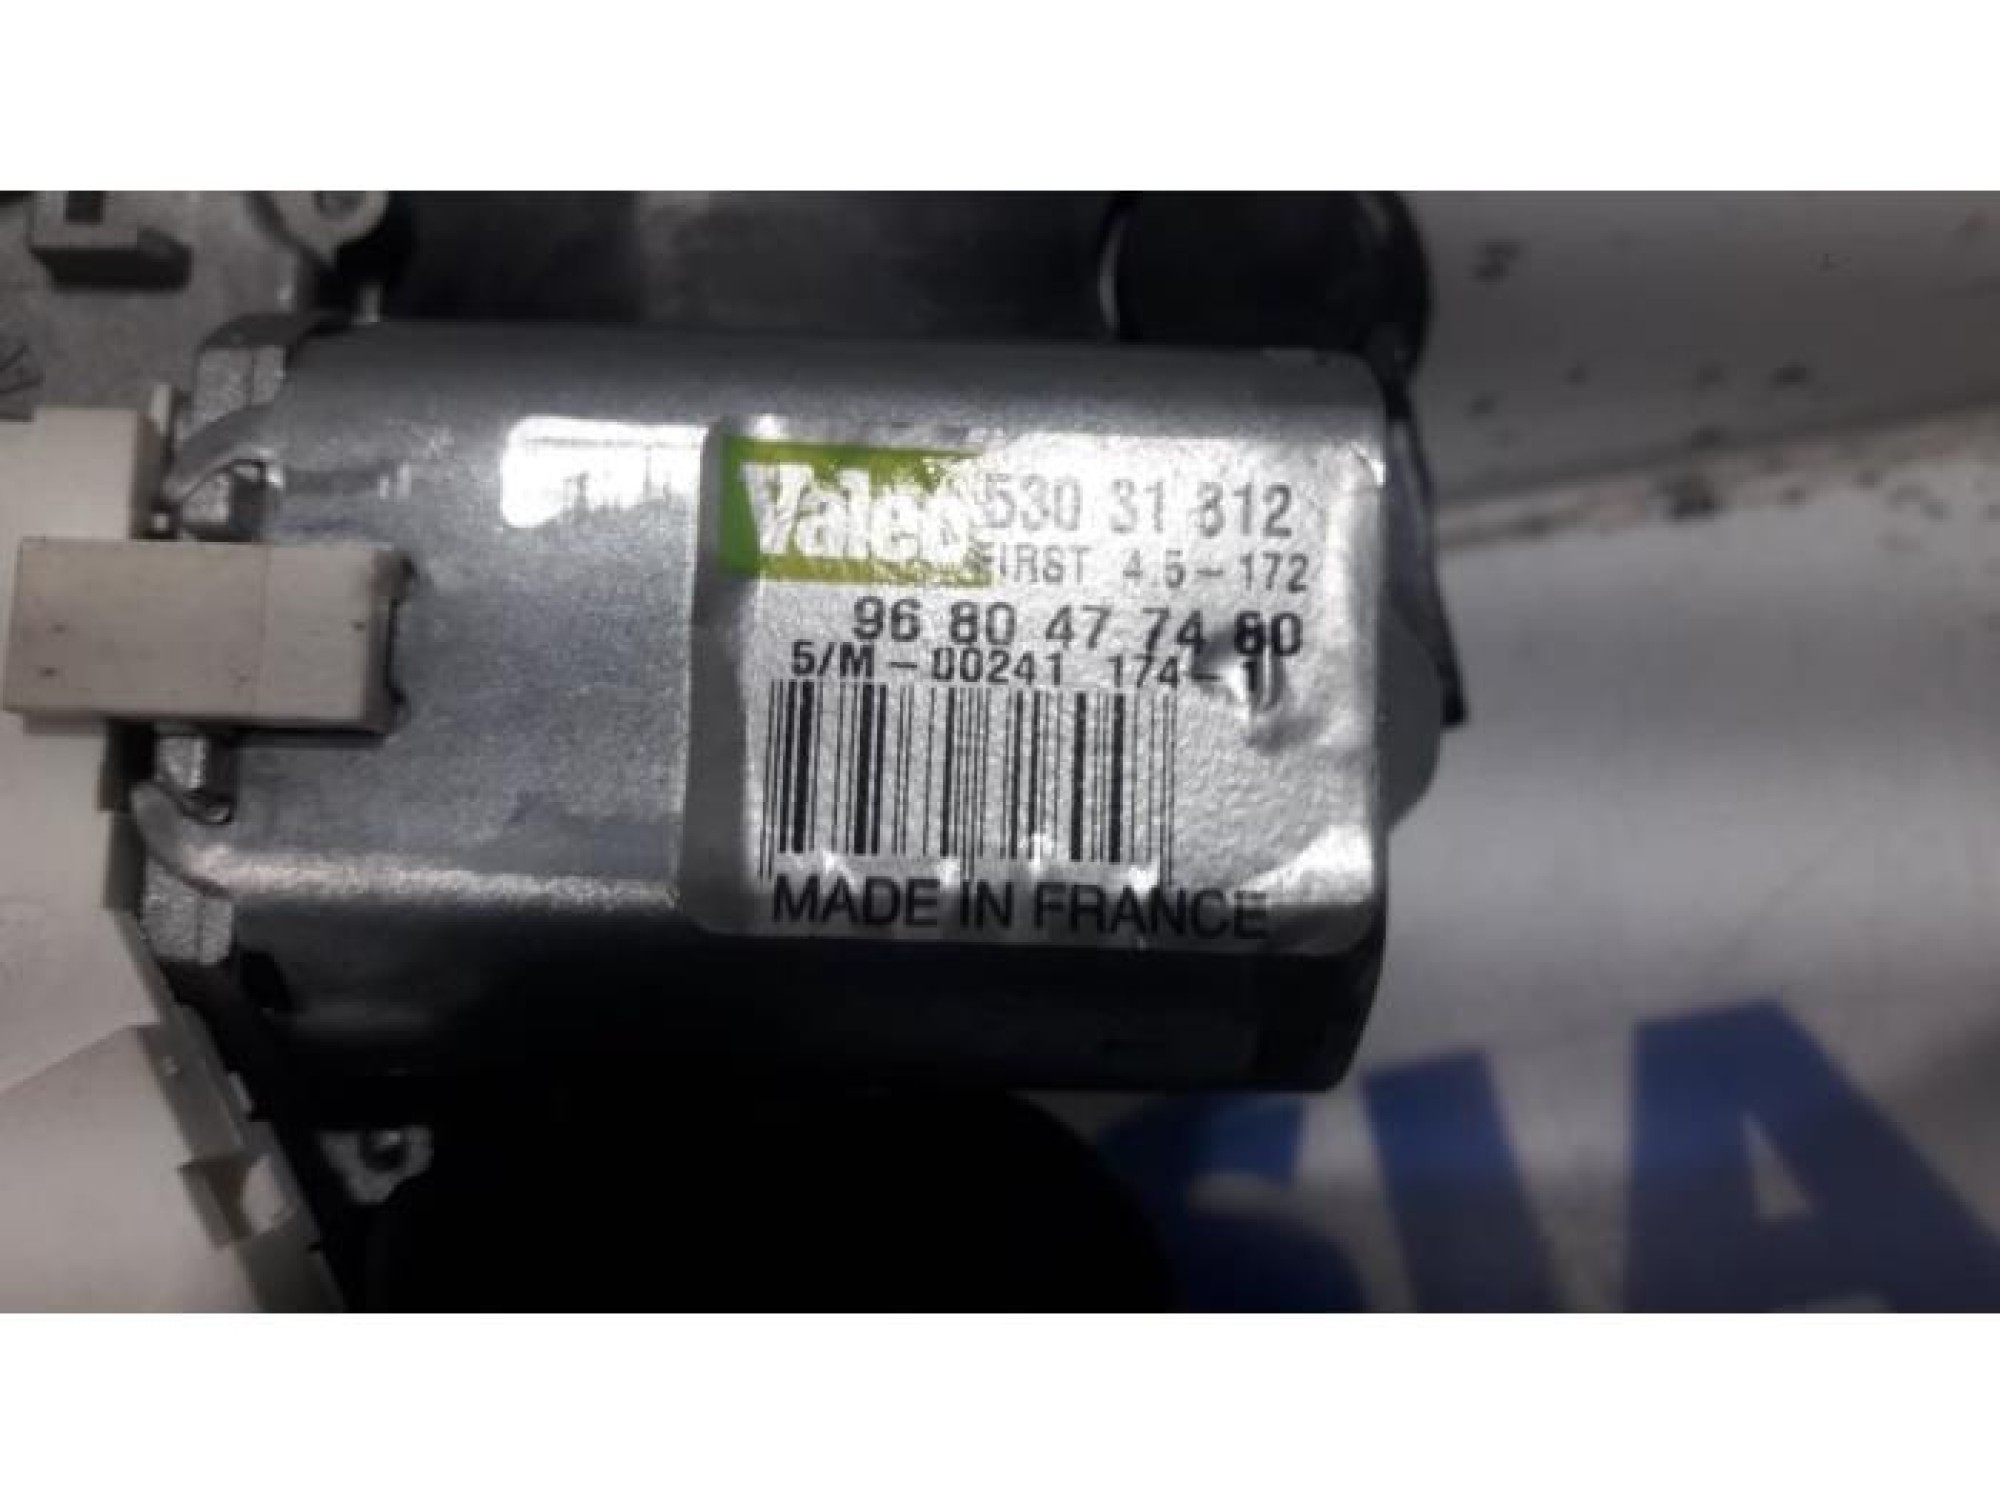 Valeo 530 31 312
FIRST 4.5-172
96 80 47 74 80
5/M-00241 174-1
MADE IN FRANCE